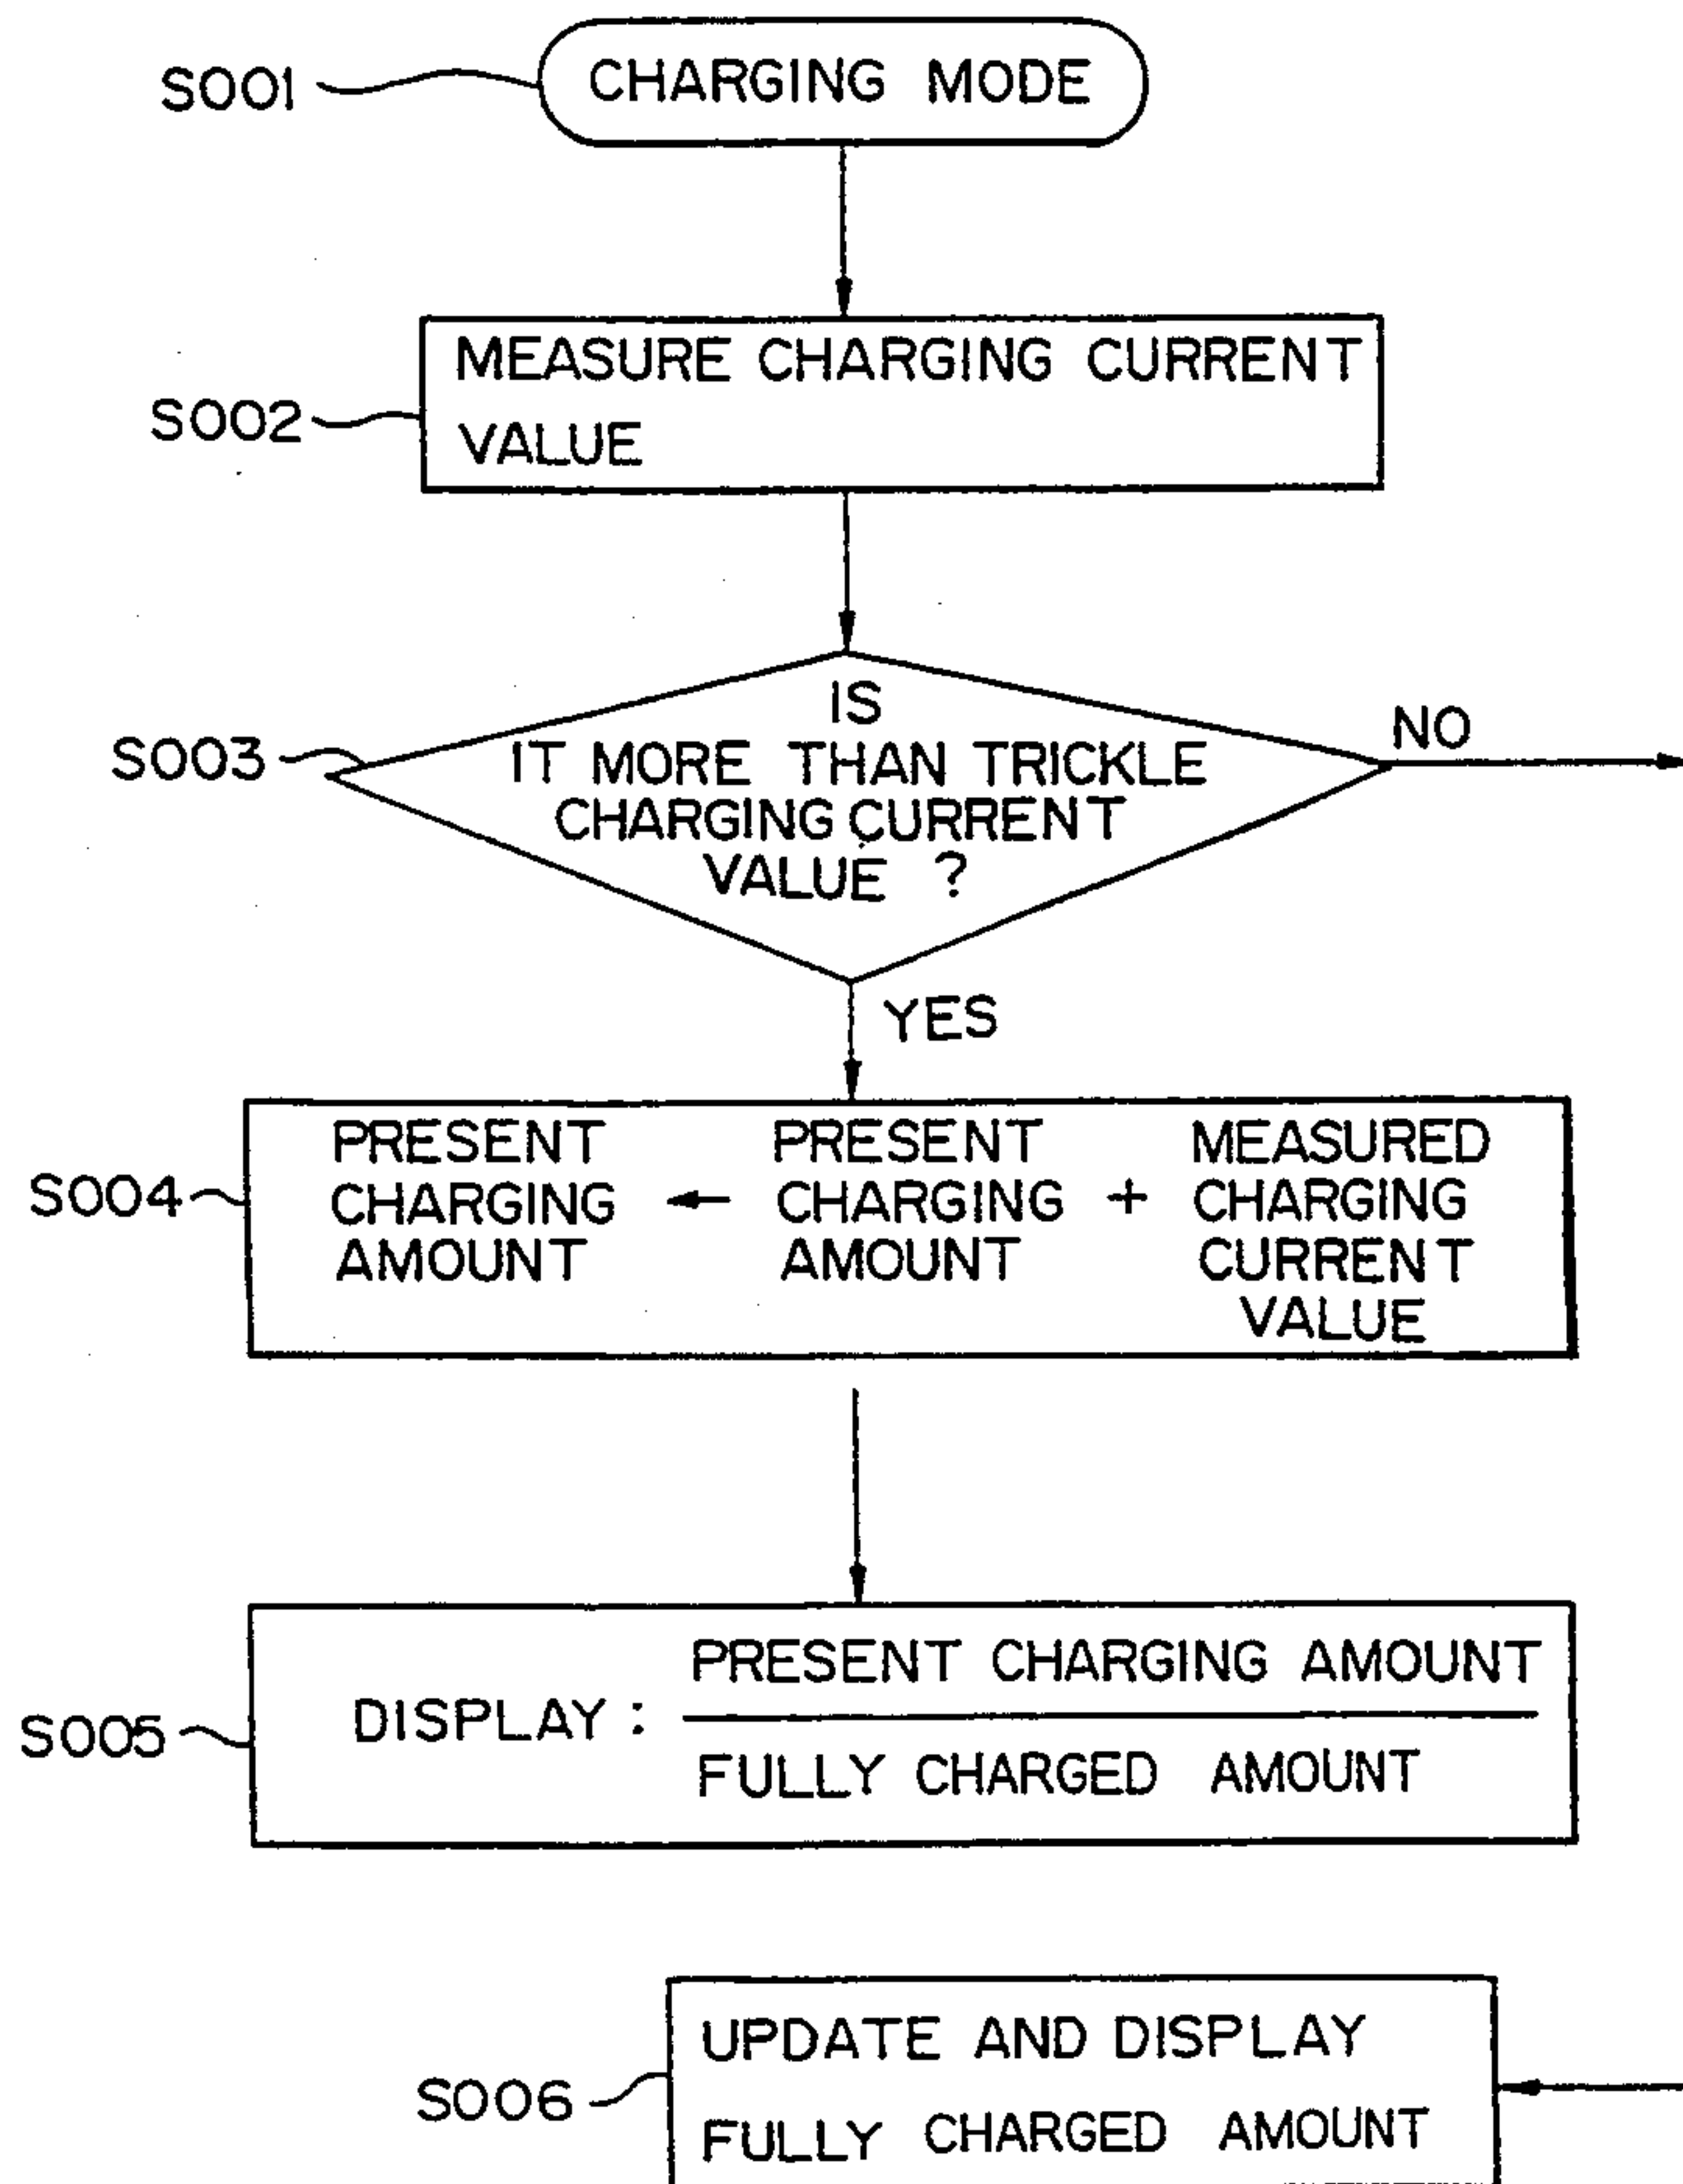 S001 CHARGING MODE
MEASURE CHARGING CURRENT
S002
VALUE
IS
NO
S003 IT MORE THAN TRICKLE
CHARGING CURRENT
VALUE ?
YES
PRESENT PRESENT MEASURED
S004 CHARGING ← CHARGING + CHARGING
AMOUNT AMOUNT CURRENT
VALUE
PRESENT CHARGING AMOUNT
S005 DISPLAY :
FULLY CHARGED AMOUNT
UPDATE AND DISPLAY
S006
FULLY CHARGED AMOUNT